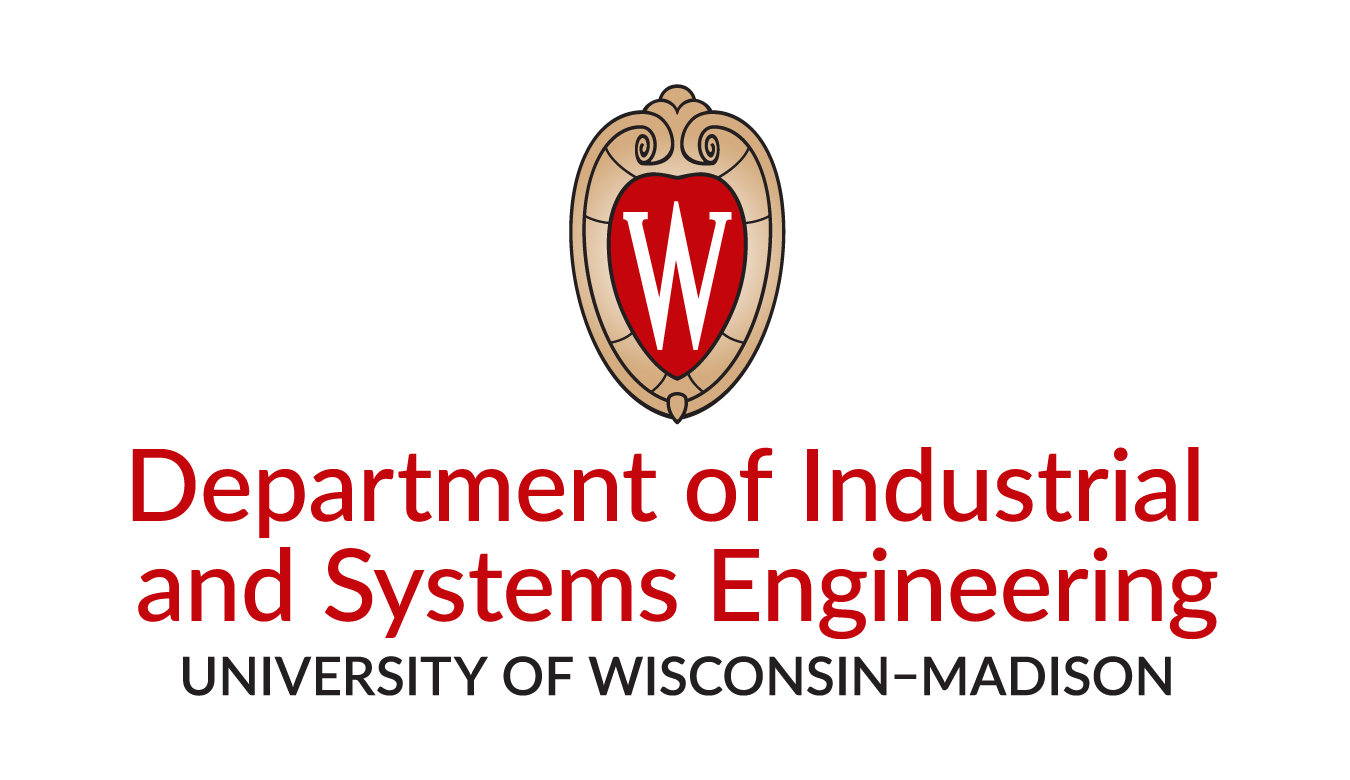 W
Department of Industrial
and Systems Engineering
UNIVERSITY OF WISCONSIN–MADISON